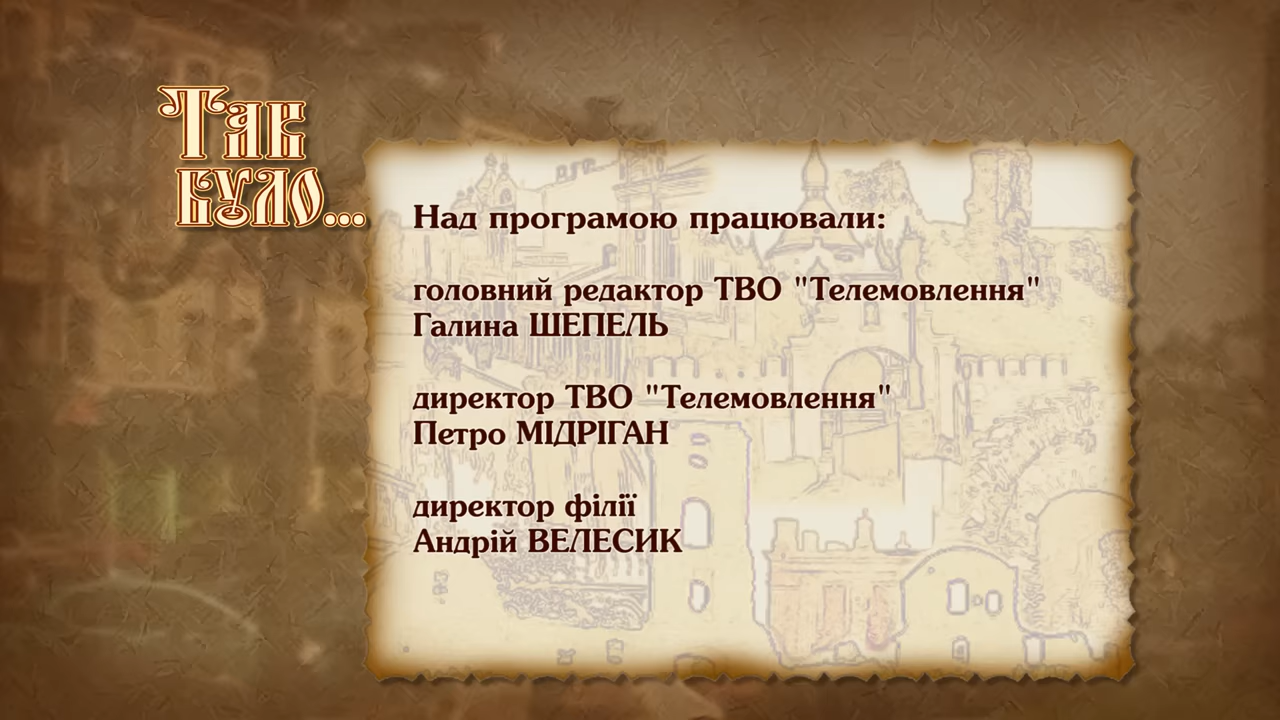 Так
було...
Над програмою працювали:
головний редактор ТВО "Телемовлення"
Галина ШЕПЕЛЬ
директор ТВО "Телемовлення"
Петро МІДРІГАН
директор філії
Андрій ВЕЛЕСИК